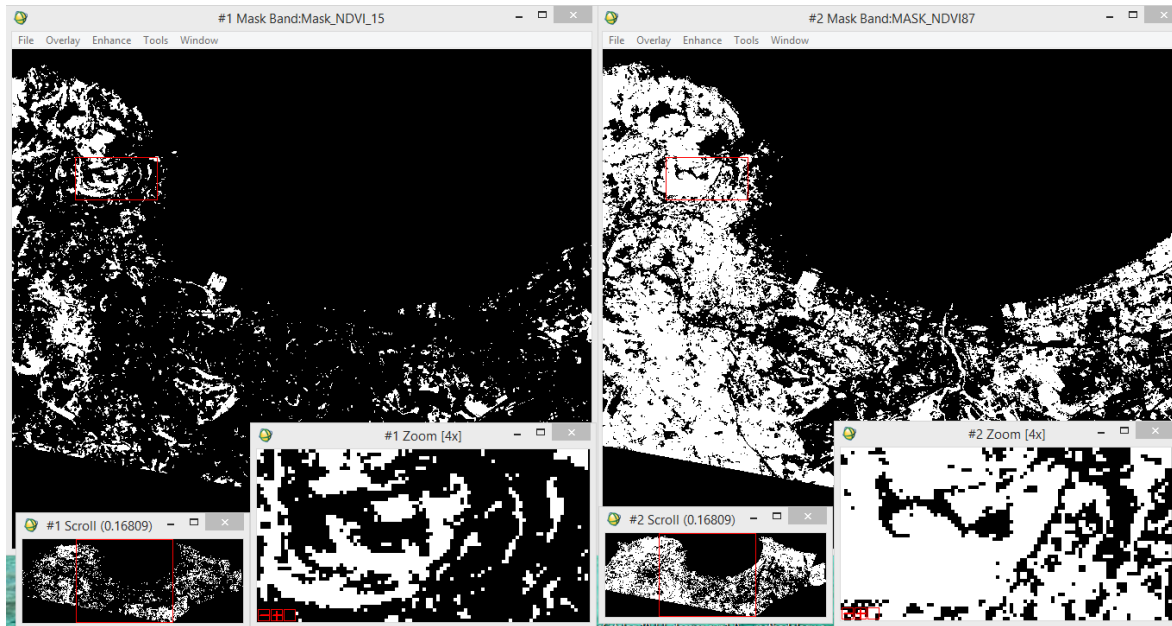 #1 Mask Band:Mask_NDVI_15
File Overlay Enhance Tools Window
#2 Mask Band:MASK_NDVI87
File Overlay Enhance Tools Window
#1 Zoom [4x]
#2 Zoom [4x]
#1 Scroll (0.16809)
#2 Scroll (0.16809)